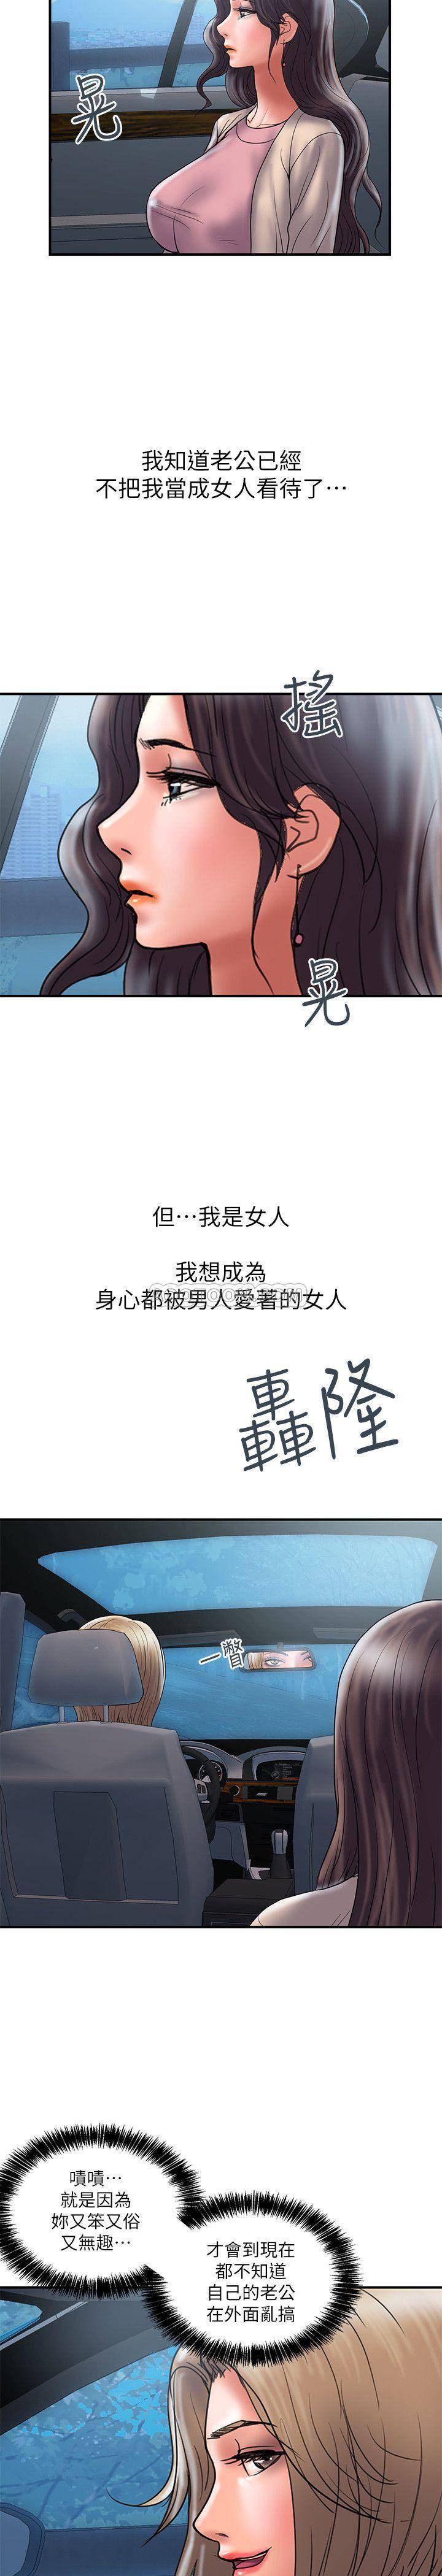 晃
我知道老公已經
不把我當成女人看待了…
搖
晃
但…我是女人
我想成為
身心都被男人愛著的女人
轟隆
一瞥
嘖嘖…
就是因為
妳又笨又俗
又無趣…
才會到現在
都不知道
自己的老公
在外面亂搞